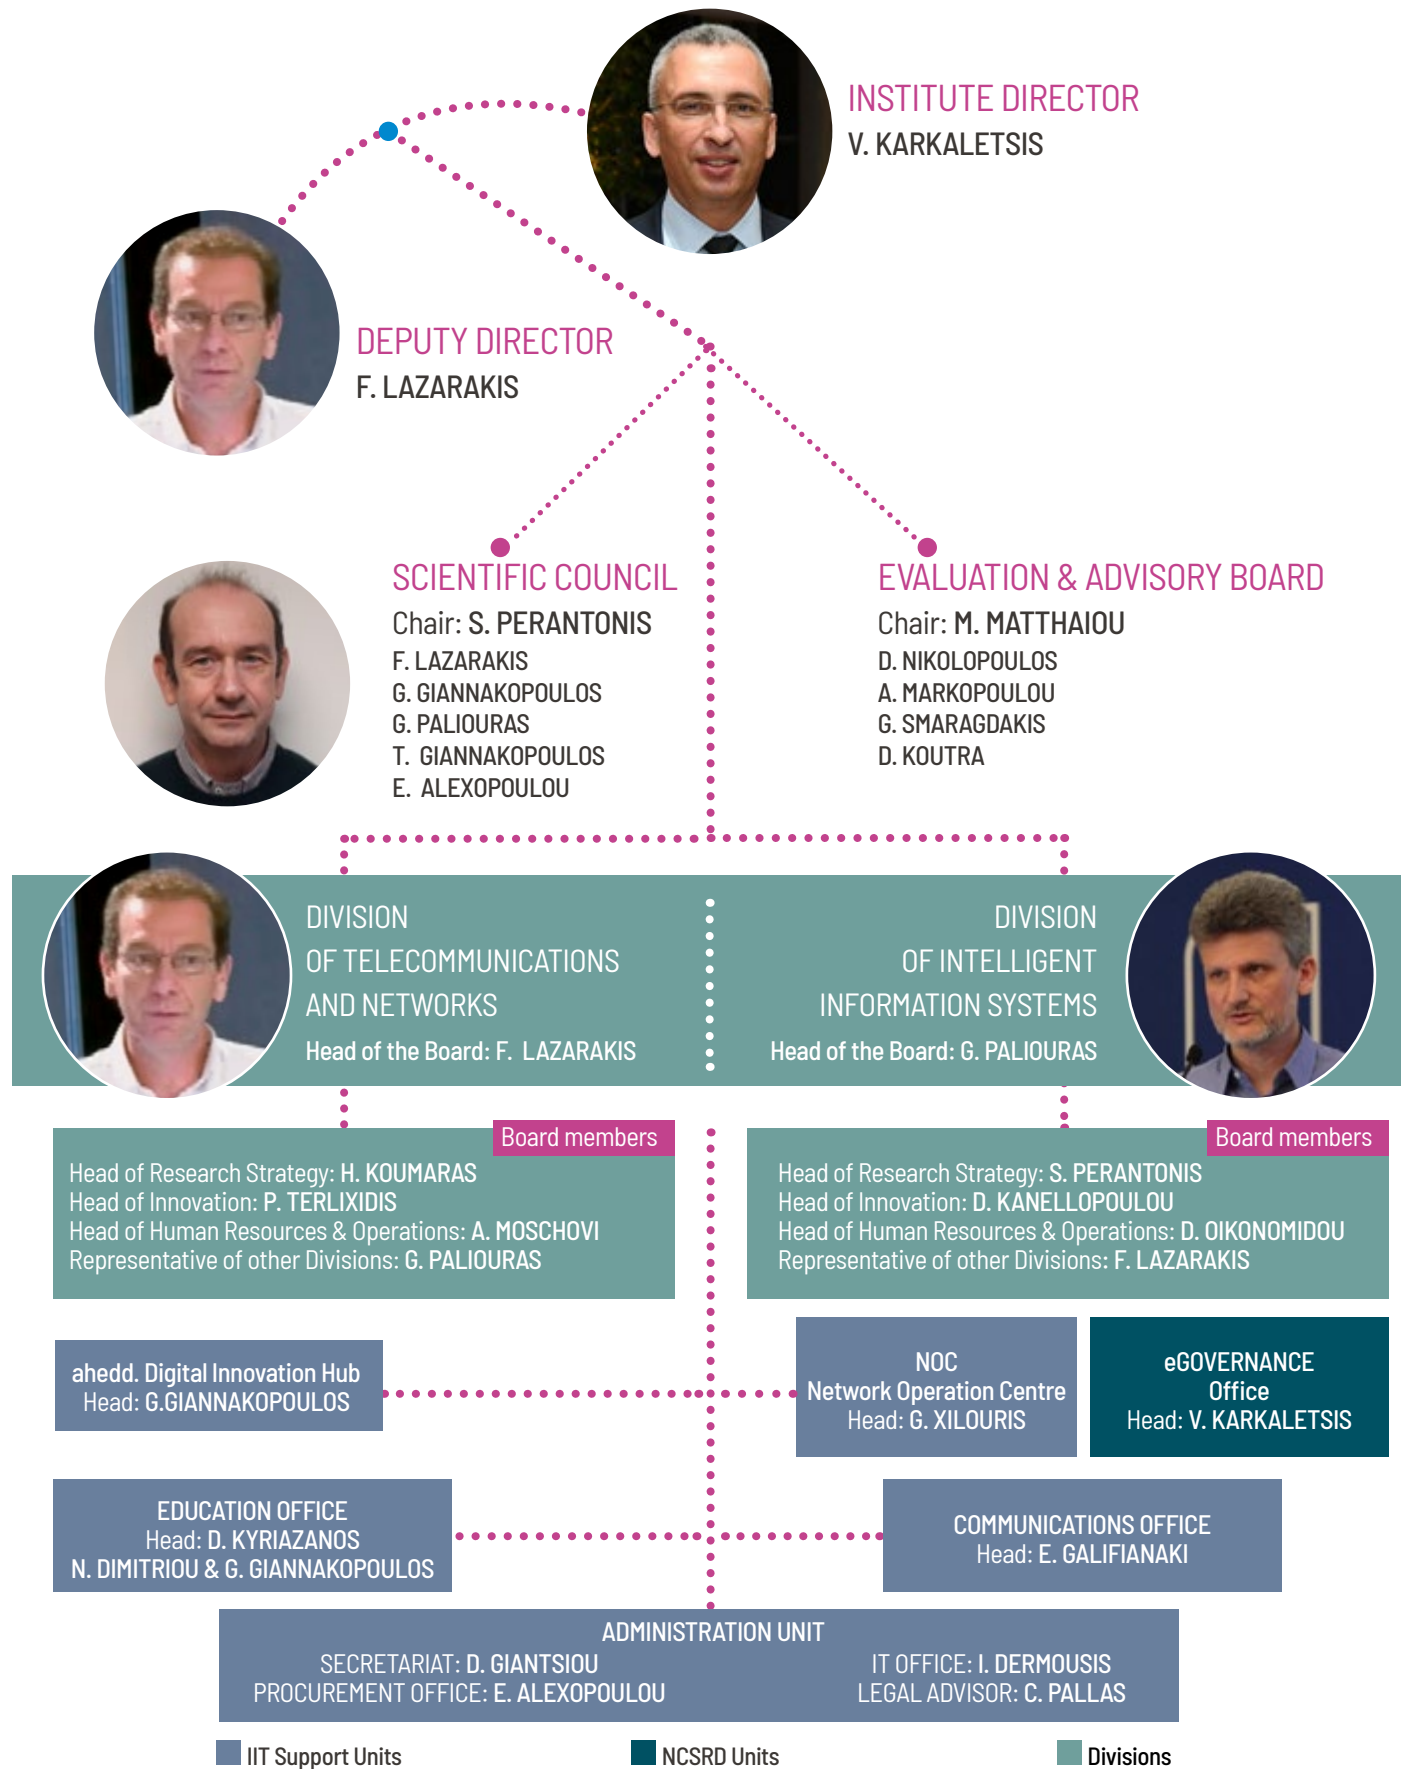 INSTITUTE DIRECTOR
V. KARKALETSIS
DEPUTY DIRECTOR
F. LAZARAKIS
SCIENTIFIC COUNCIL
Chair: S. PERANTONIS
F. LAZARAKIS
G. GIANNAKOPOULOS
G. PALIOURAS
T. GIANNAKOPOULOS
E. ALEXOPOULOU
EVALUATION & ADVISORY BOARD
Chair: M. MATTHAIOU
D. NIKOLOPOULOS
A. MARKOPOULOU
G. SMARAGDAKIS
D. KOUTRA
DIVISION
OF TELECOMMUNICATIONS
AND NETWORKS
Head of the Board: F. LAZARAKIS
DIVISION
OF INTELLIGENT
INFORMATION SYSTEMS
Head of the Board: G. PALIOURAS
Board members
Head of Research Strategy: H. KOUMARAS
Head of Innovation: P. TERLIXIDIS
Head of Human Resources & Operations: A. MOSCHOVI
Representative of other Divisions: G. PALIOURAS
Board members
Head of Research Strategy: S. PERANTONIS
Head of Innovation: D. KANELLOPOULOU
Head of Human Resources & Operations: D. OIKONOMIDOU
Representative of other Divisions: F. LAZARAKIS
ahedd. Digital Innovation Hub
Head: G.GIANNAKOPOULOS
NOC
Network Operation Centre
Head: G. XILOURIS
eGOVERNANCE
Office
Head: V. KARKALETSIS
EDUCATION OFFICE
Head: D. KYRIAZANOS
N. DIMITRIOU & G. GIANNAKOPOULOS
COMMUNICATIONS OFFICE
Head: E. GALIFIANAKI
ADMINISTRATION UNIT
SECRETARIAT: D. GIANTSIOU
PROCUREMENT OFFICE: E. ALEXOPOULOU
IT OFFICE: I. DERMOUSIS
LEGAL ADVISOR: C. PALLAS
IIT Support Units
NCSRD Units
Divisions